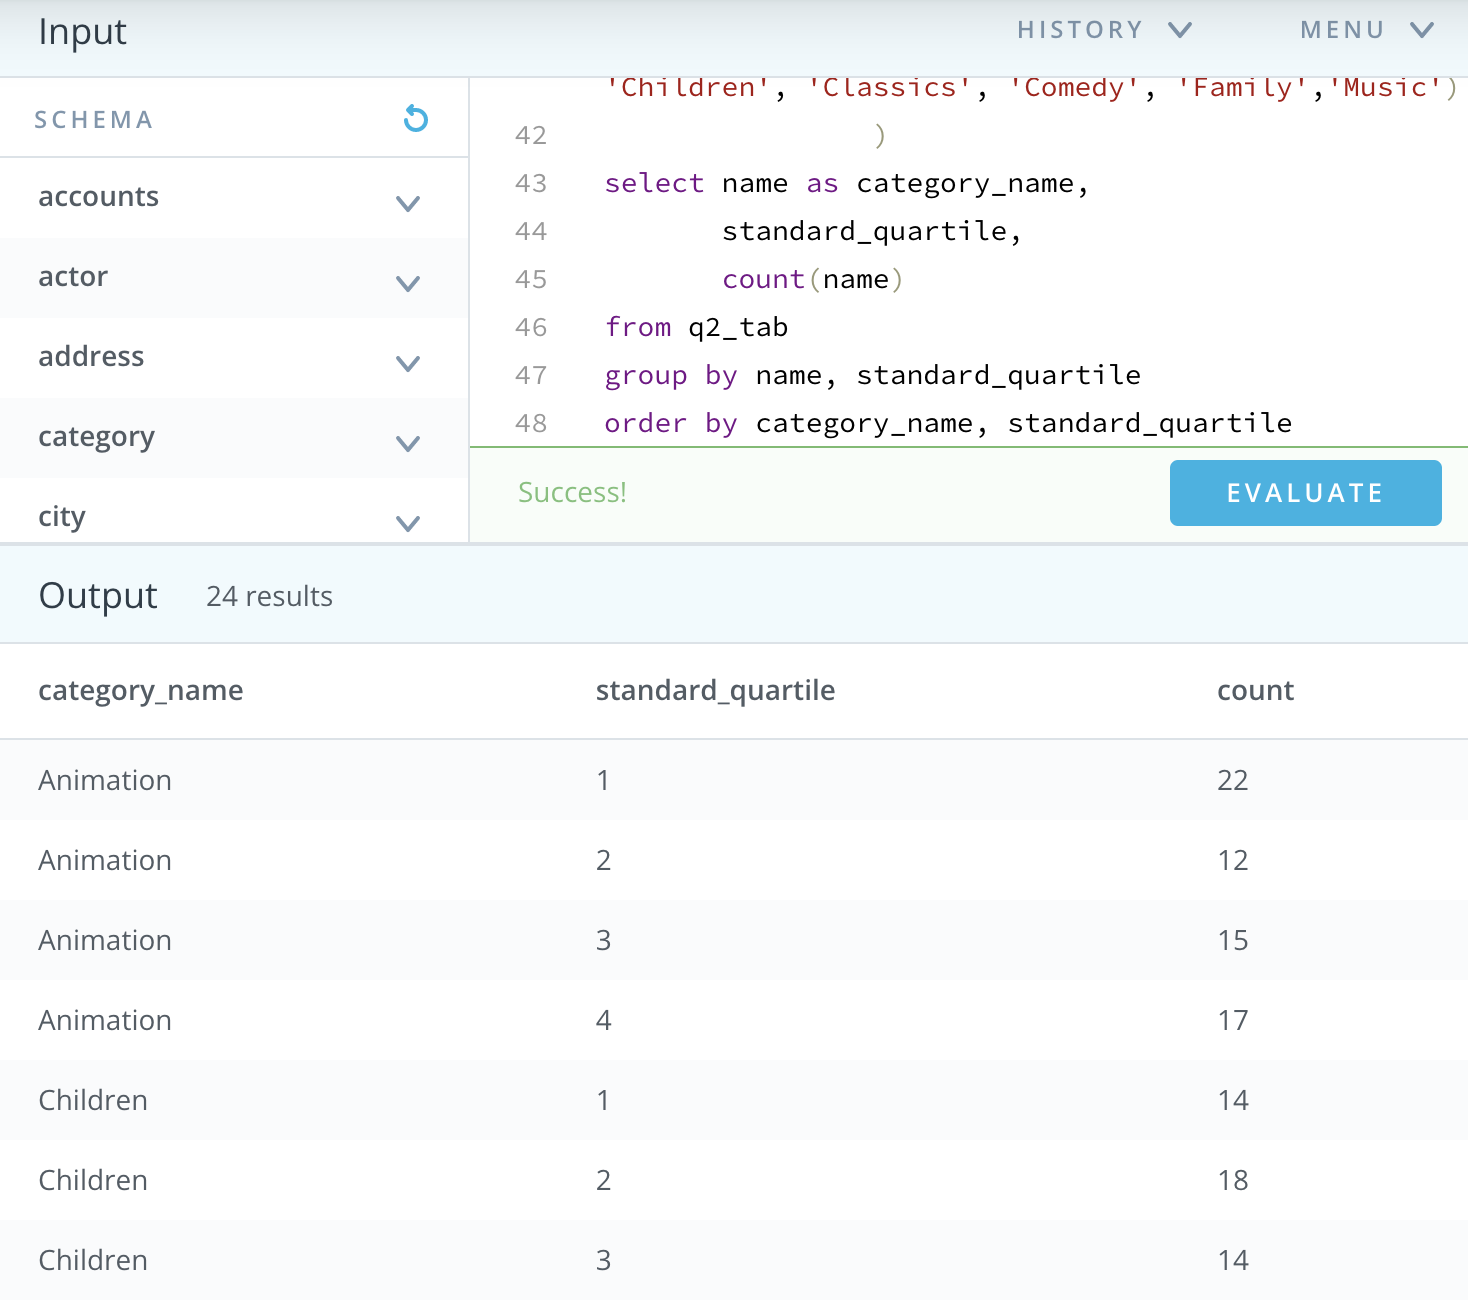 Input
HISTORY
MENU
SCHEMA
accounts
actor
address
category
city
'Children', 'Classics', 'Comedy', 'Family','Music')
42 )
43 select name as category_name,
44 standard_quartile,
45 count(name)
46 from q2_tab
47 group by name, standard_quartile
48 order by category_name, standard_quartile
Success!
EVALUATE
Output 24 results
category_name standard_quartile count
Animation 1 22
Animation 2 12
Animation 3 15
Animation 4 17
Children 1 14
Children 2 18
Children 3 14